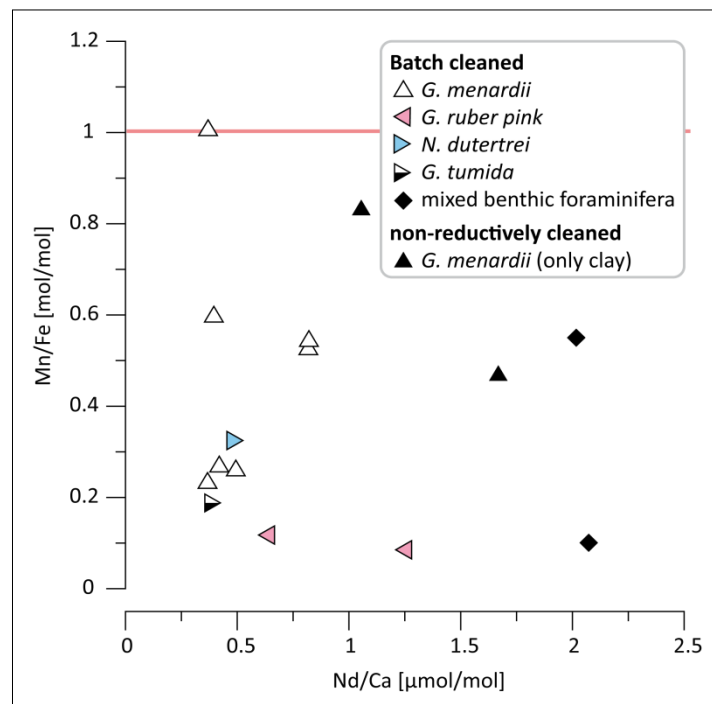 1.2
1
0.8
0.6
0.4
0.2
0
Mn/Fe [mol/mol]
Batch cleaned
G. menardii
G. ruber pink
N. dutertrei
G. tumida
mixed benthic foraminifera
non-reductively cleaned
G. menardii (only clay)
0 0.5 1 1.5 2 2.5
Nd/Ca [μmol/mol]